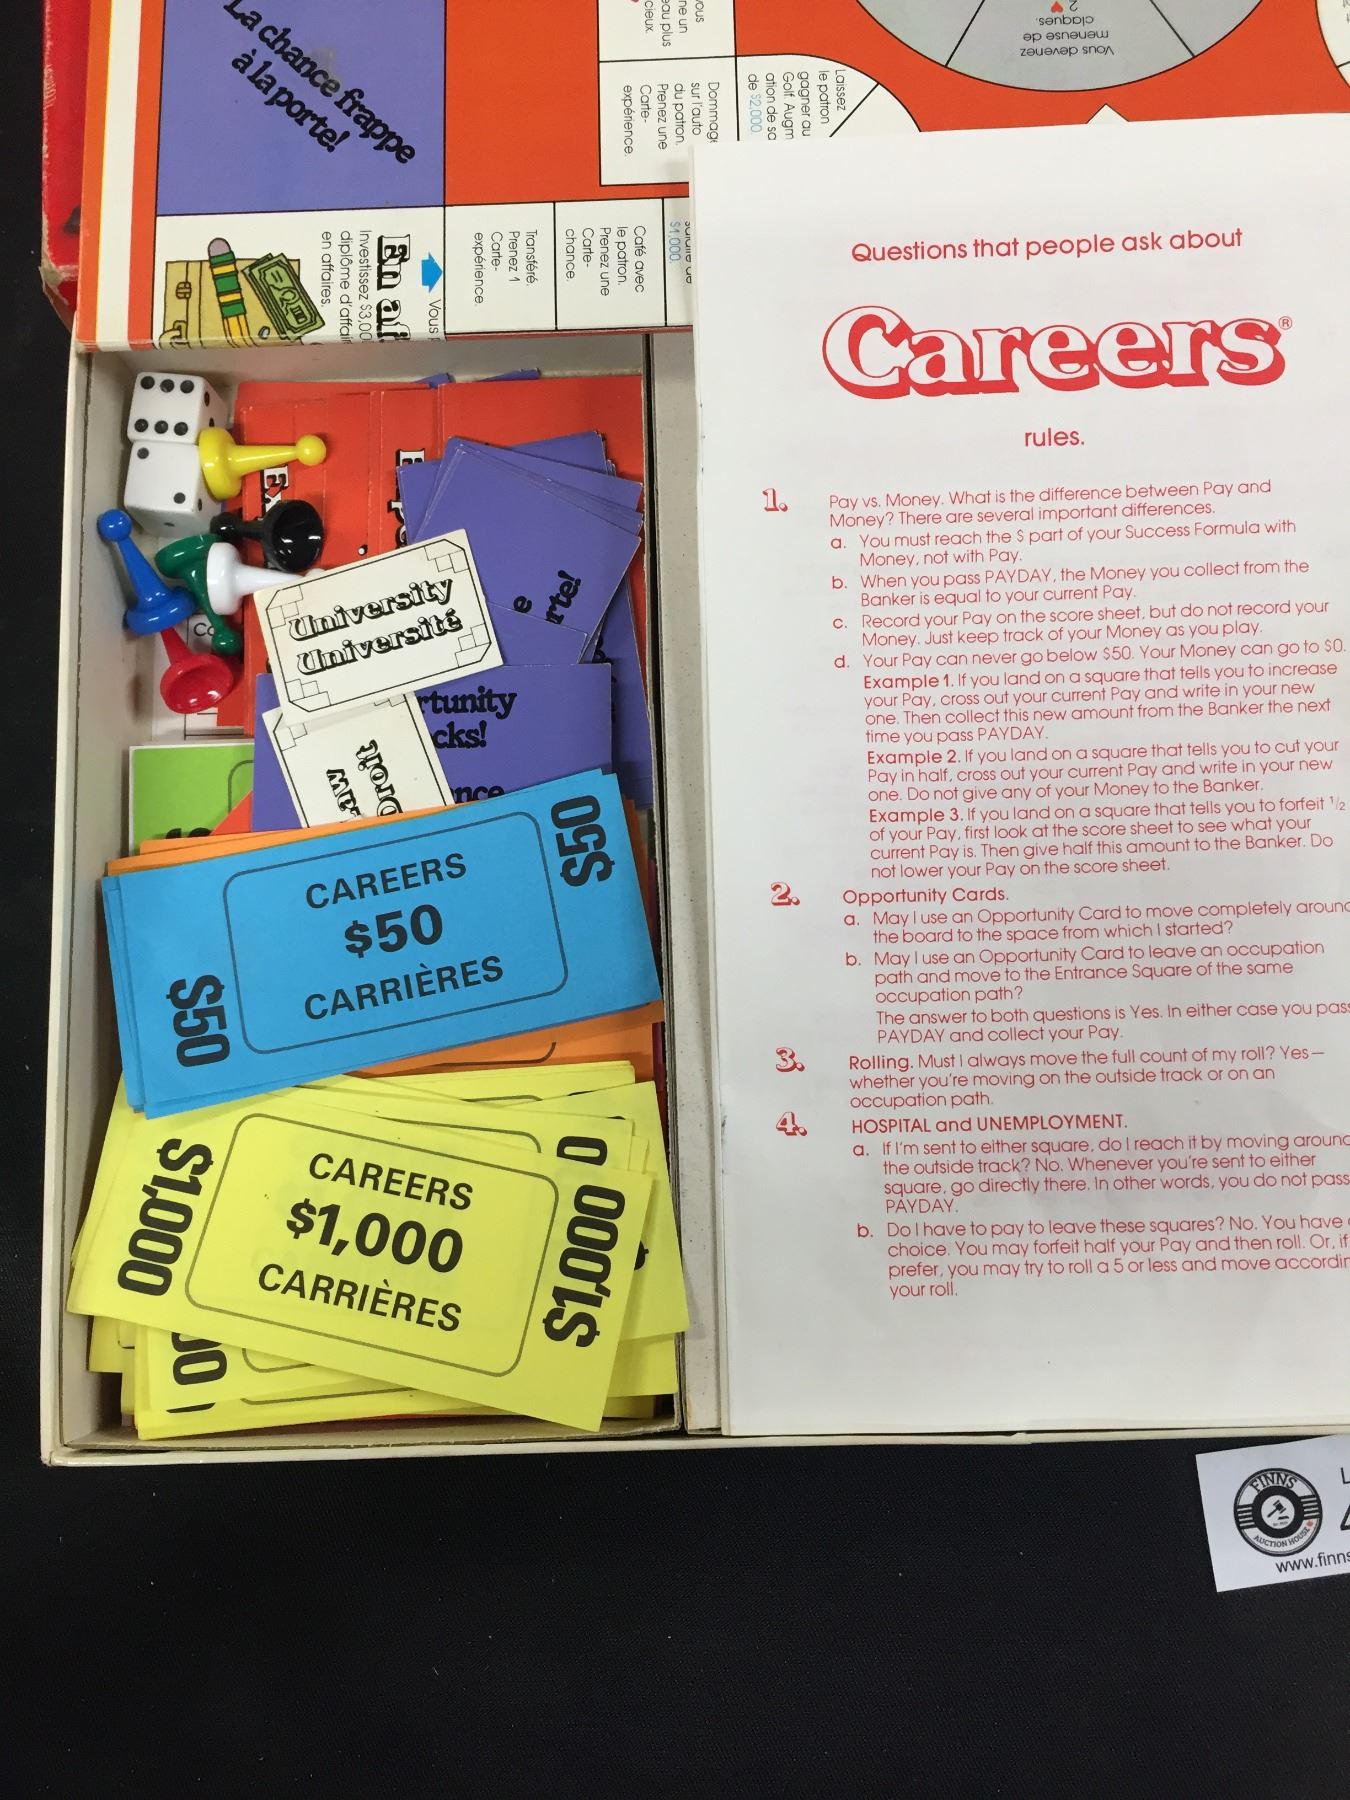 La chance frappe
à la porte!
Vous devenez
meneuse de
claques.
2
Laissez
le patron
gagner au
Golf. Augm
ation de sa
de $2,000
Dommag
sur l'auto
du patron.
Prenez une
Carte-
expérience.
$1,000
Café avec
le patron.
Prenez une
Carte-
chance.
Transféré.
Prenez 1
Carte-
expérience.
Vous
En af
Investissez $3,00
diplôme d'affai
en affaires.
University
Université
rte!
rtunity
cks!
nce
Droit
aw
$50
CAREERS
$50
CARRIÈRES
$50
$1,000
CAREERS
$1,000
CARRIÈRES
$1,000
Questions that people ask about
Careers®
rules.
1. Pay vs. Money. What is the difference between Pay and
Money? There are several important differences.
a. You must reach the $ part of your Success Formula with
Money, not with Pay.
b. When you pass PAYDAY, the Money you collect from the
Banker is equal to your current Pay.
c. Record your Pay on the score sheet, but do not record your
Money. Just keep track of your Money as you play.
d. Your Pay can never go below $50. Your Money can go to $0.
Example 1. If you land on a square that tells you to increase
your Pay, cross out your current Pay and write in your new
one. Then collect this new amount from the Banker the next
time you pass PAYDAY.
Example 2. If you land on a square that tells you to cut your
Pay in half, cross out your current Pay and write in your new
one. Do not give any of your Money to the Banker.
Example 3. If you land on a square that tells you to forfeit 1/2
of your Pay, first look at the score sheet to see what your
current Pay is. Then give half this amount to the Banker. Do
not lower your Pay on the score sheet.
2. Opportunity Cards.
a. May I use an Opportunity Card to move completely around
the board to the space from which I started?
b. May I use an Opportunity Card to leave an occupation
path and move to the Entrance Square of the same
occupation path?
The answer to both questions is Yes. In either case you pass
PAYDAY and collect your Pay.
3. Rolling. Must I always move the full count of my roll? Yes—
whether you're moving on the outside track or on an
occupation path.
4. HOSPITAL and UNEMPLOYMENT.
a. If I'm sent to either square, do I reach it by moving around
the outside track? No. Whenever you're sent to either
square, go directly there. In other words, you do not pass
PAYDAY.
b. Do I have to pay to leave these squares? No. You have
choice. You may forfeit half your Pay and then roll. Or, if
prefer, you may try to roll a 5 or less and move accordin
your roll.
FINNS
AUCTION HOUSE
www.finns